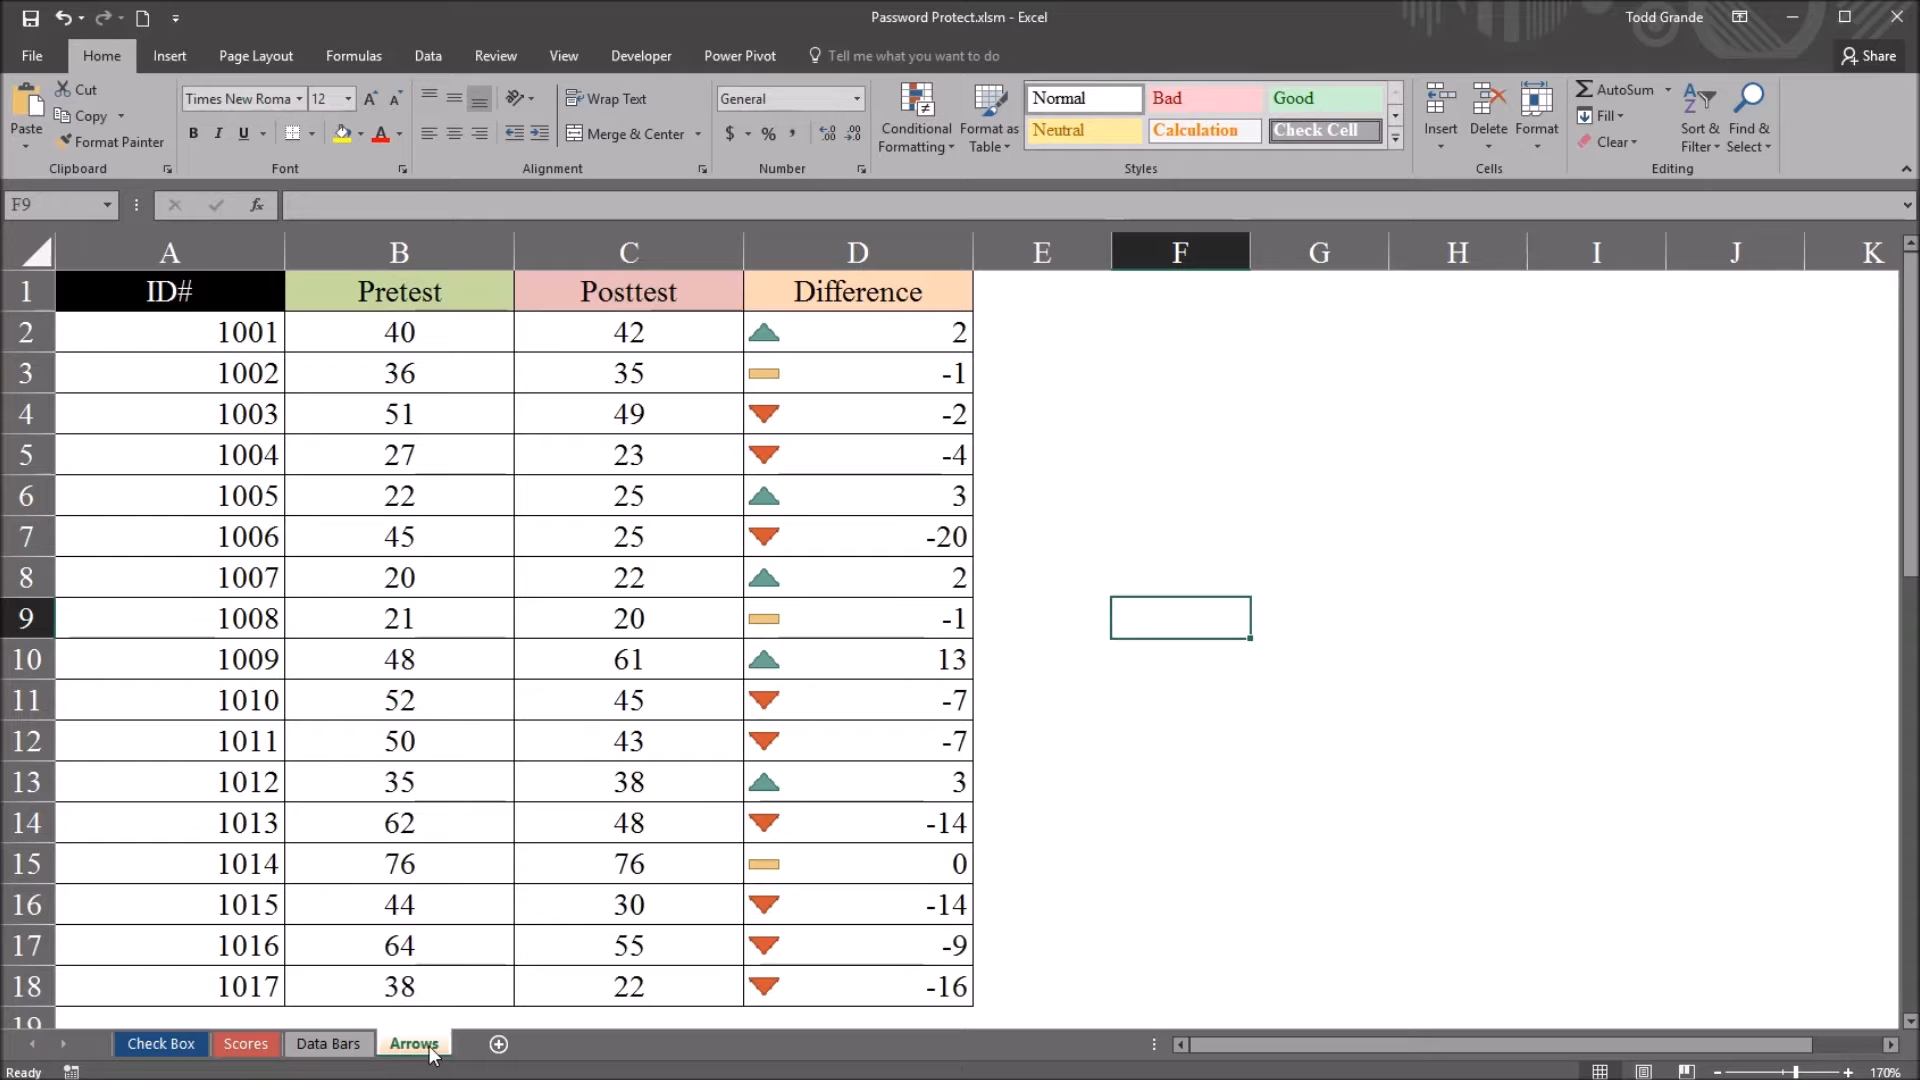 Password Protect.xlsm - Excel
Todd Grande
File Home Insert Page Layout Formulas Data Review View Developer Power Pivot Tell me what you want to do Share
Paste
Cut
Copy
Format Painter
Clipboard
Times New Roma 12
B I U
Font
Wrap Text
Merge & Center
Alignment
General
$ % ,
Number
Conditional Formatting
Format as Table
Normal Bad Good
Neutral Calculation Check Cell
Styles
Insert Delete Format
Cells
AutoSum
Fill
Clear
Sort & Filter
Find & Select
Editing
F9 fx
A B C D E F G H I J K
1 ID# Pretest Posttest Difference
2 1001 40 42 2
3 1002 36 35 -1
4 1003 51 49 -2
5 1004 27 23 -4
6 1005 22 25 3
7 1006 45 25 -20
8 1007 20 22 2
9 1008 21 20 -1
10 1009 48 61 13
11 1010 52 45 -7
12 1011 50 43 -7
13 1012 35 38 3
14 1013 62 48 -14
15 1014 76 76 0
16 1015 44 30 -14
17 1016 64 55 -9
18 1017 38 22 -16
19
Check Box Scores Data Bars Arrows
Ready 170%